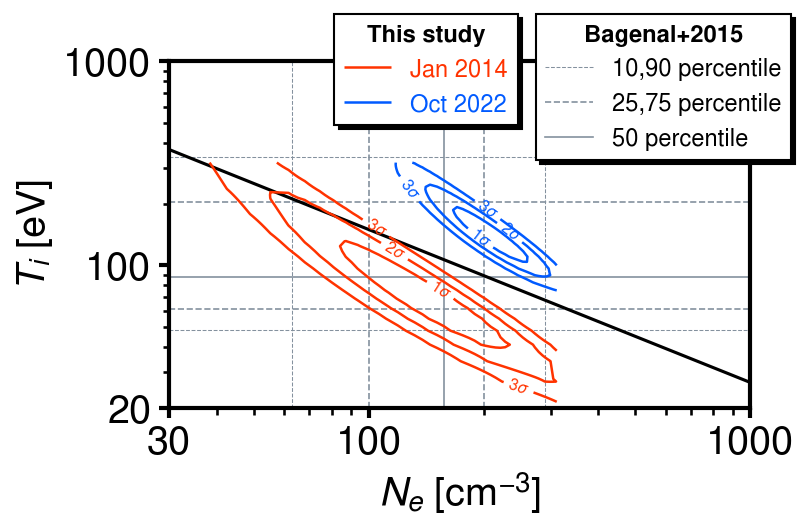 This study
Jan 2014
Oct 2022
Bagenal+2015
10,90 percentile
25,75 percentile
50 percentile
1000
100
20
T_i [eV]
3σ
3σ
2σ
1σ
3σ
2σ
1σ
3σ
30
100
1000
N_e [cm⁻³]